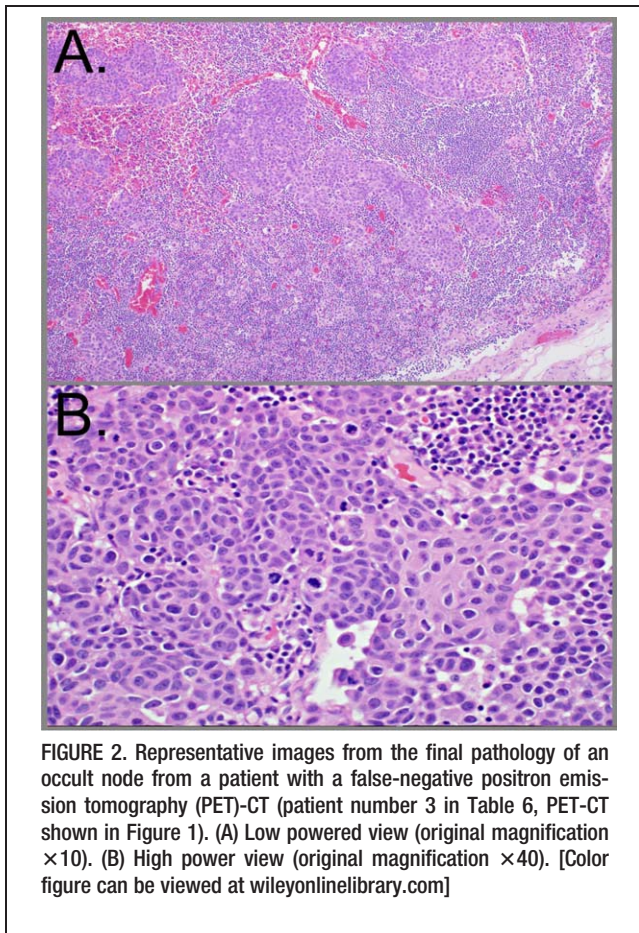 A.
B.
FIGURE 2. Representative images from the final pathology of an
occult node from a patient with a false-negative positron emis-
sion tomography (PET)-CT (patient number 3 in Table 6, PET-CT
shown in Figure 1). (A) Low powered view (original magnification
×10). (B) High power view (original magnification ×40). [Color
figure can be viewed at wileyonlinelibrary.com]